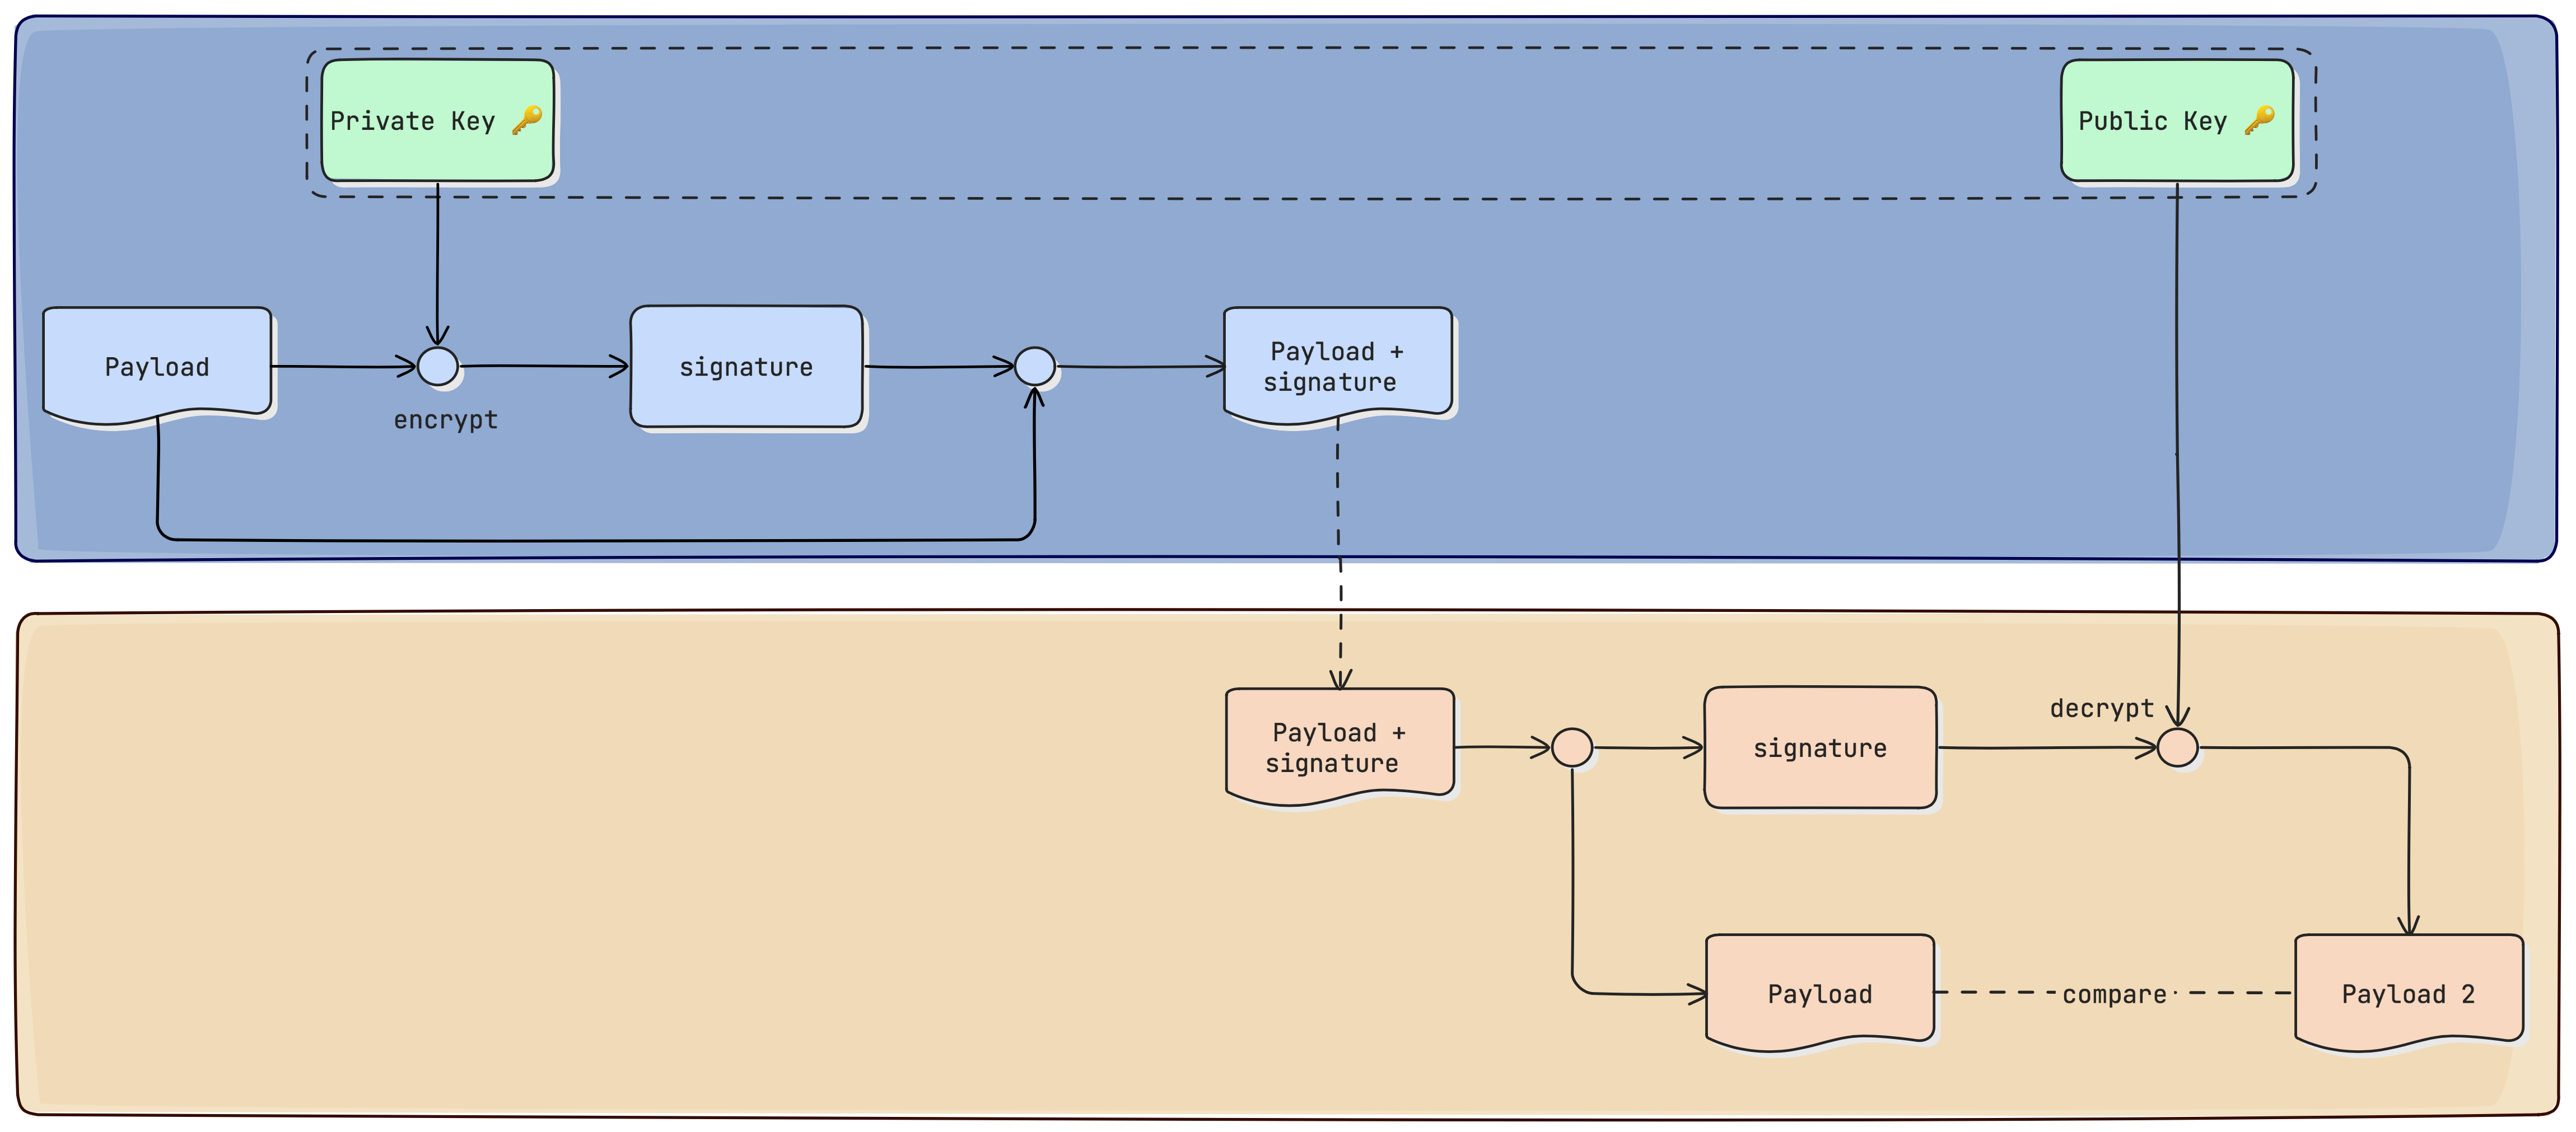 Private Key 🔑
Public Key 🔑
Payload
encrypt
signature
Payload +
signature
Payload +
signature
signature
decrypt
Payload
compare
Payload 2